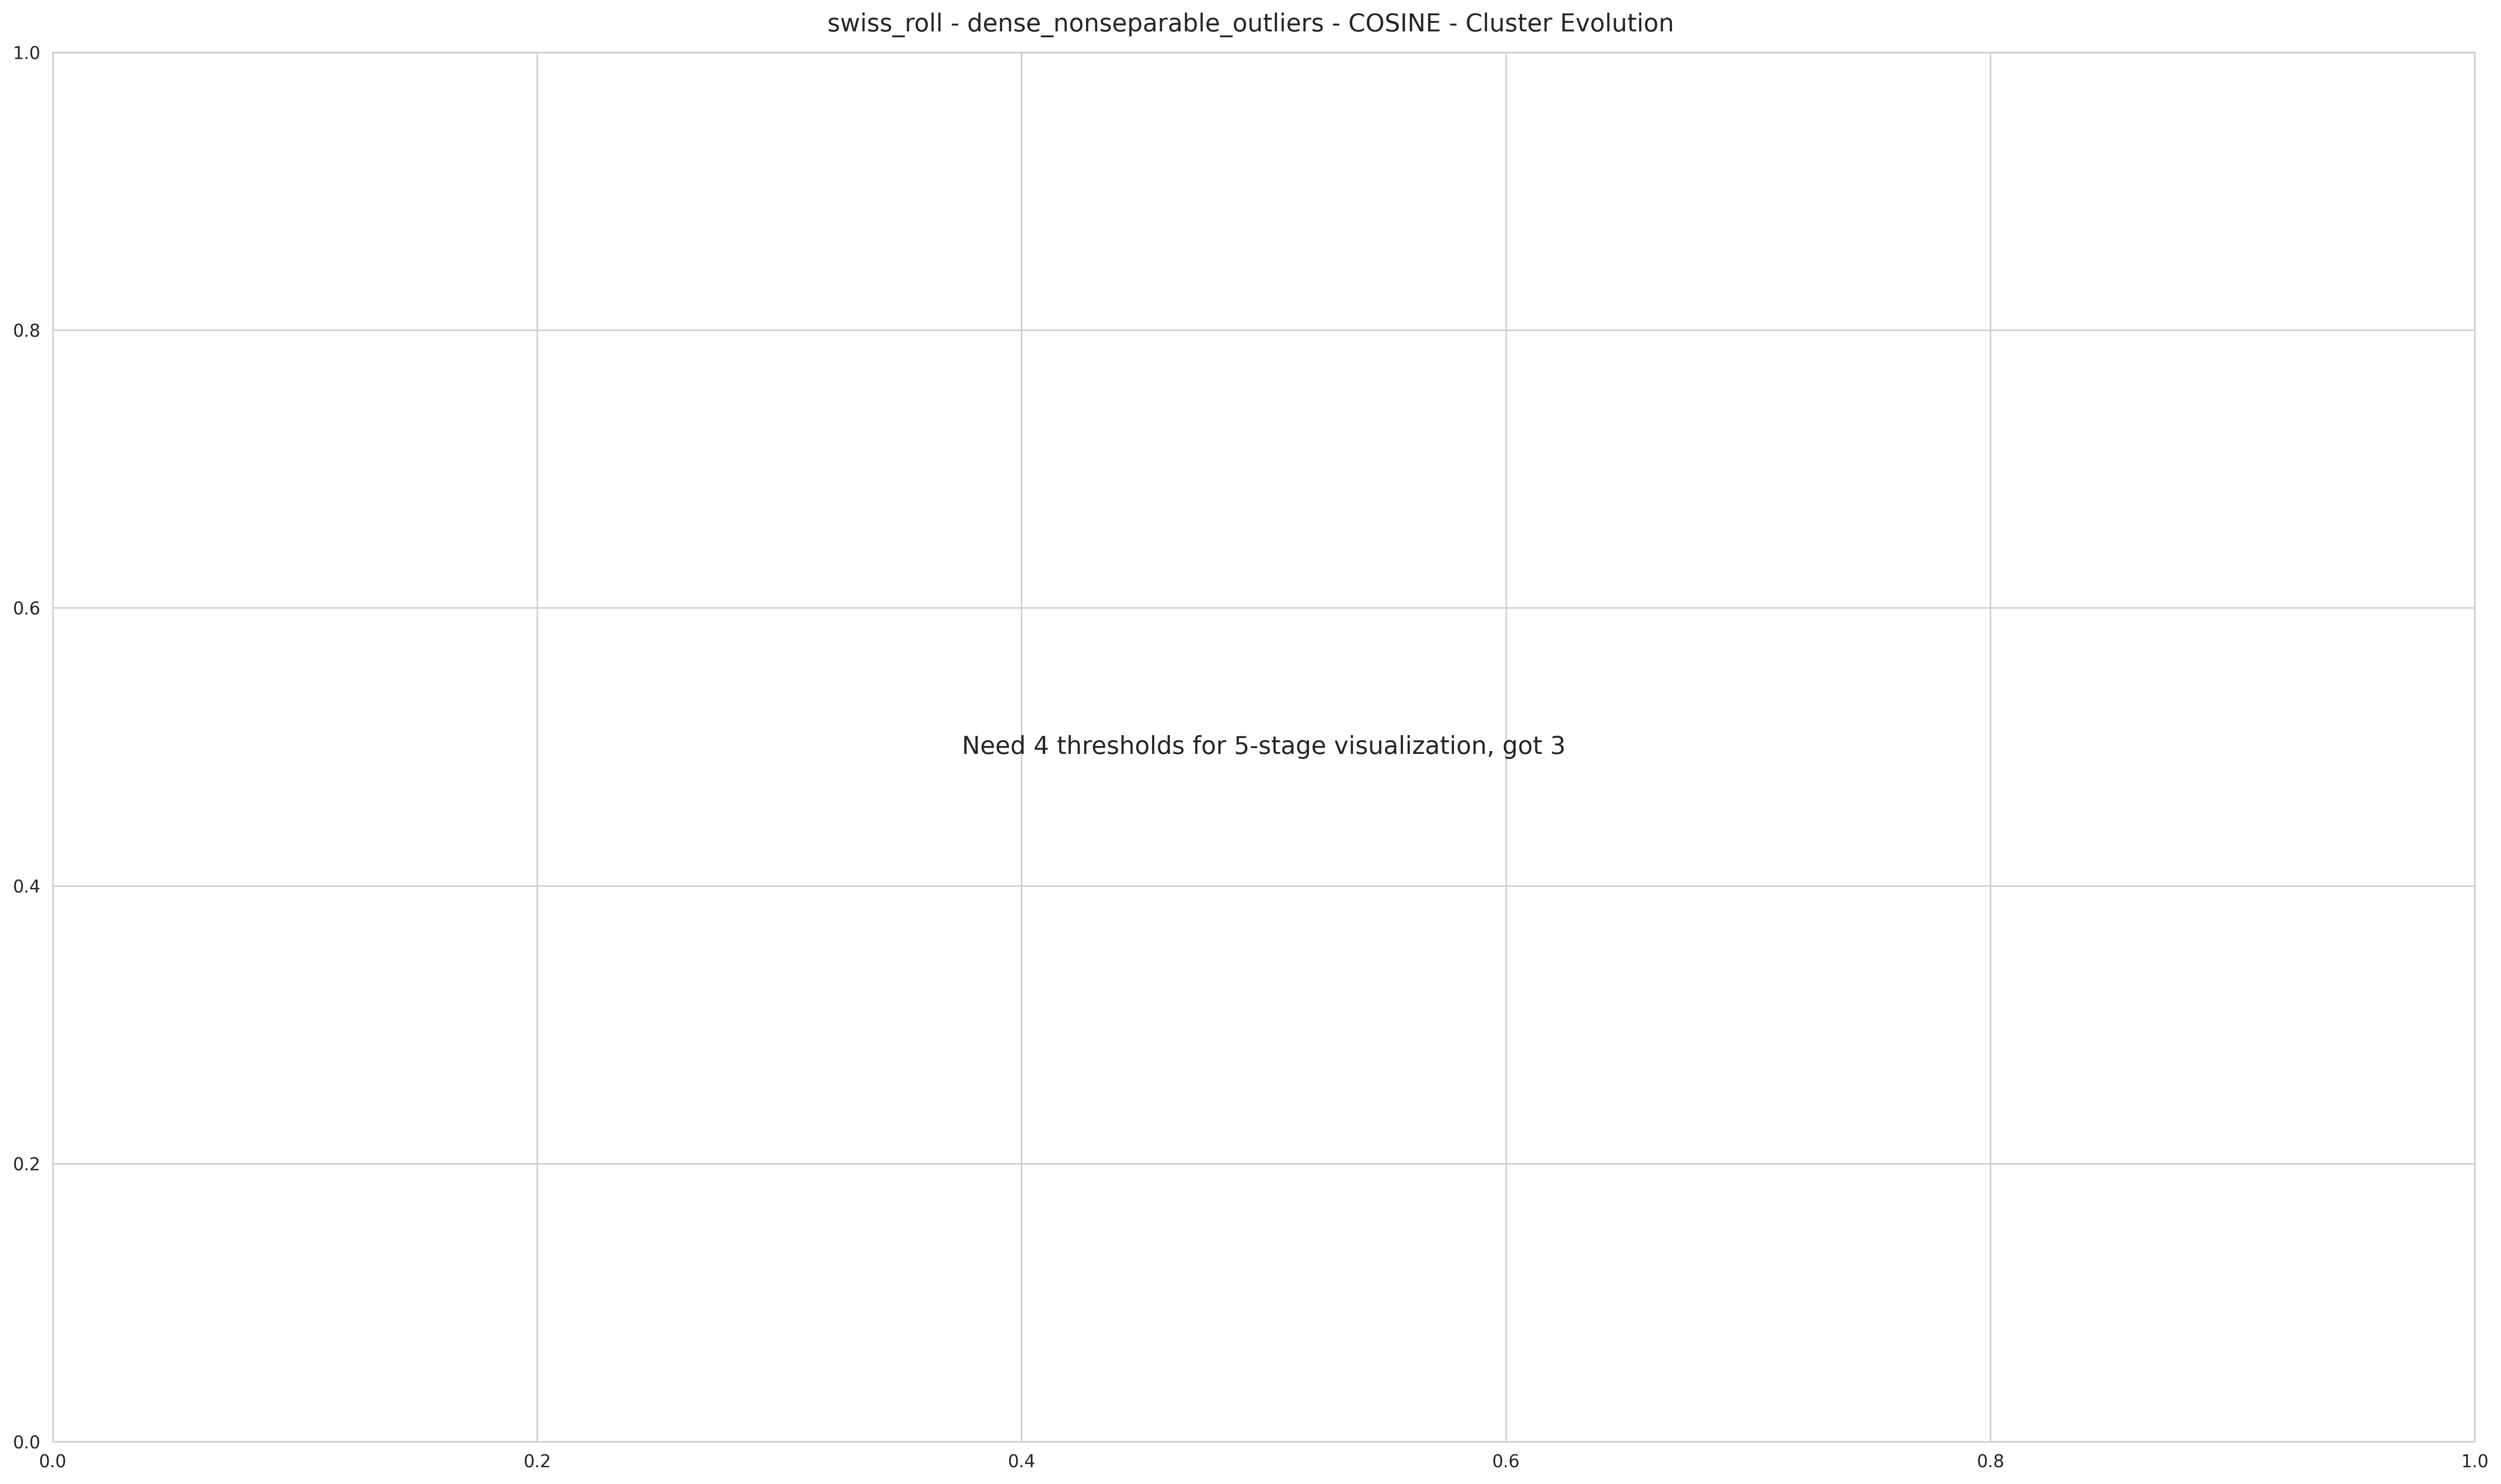 swiss_roll - dense_nonseparable_outliers - COSINE - Cluster Evolution
1.0
0.8
0.6
Need 4 thresholds for 5-stage visualization, got 3
0.4
0.2
0.0
0.0 0.2 0.4 0.6 0.8 1.0